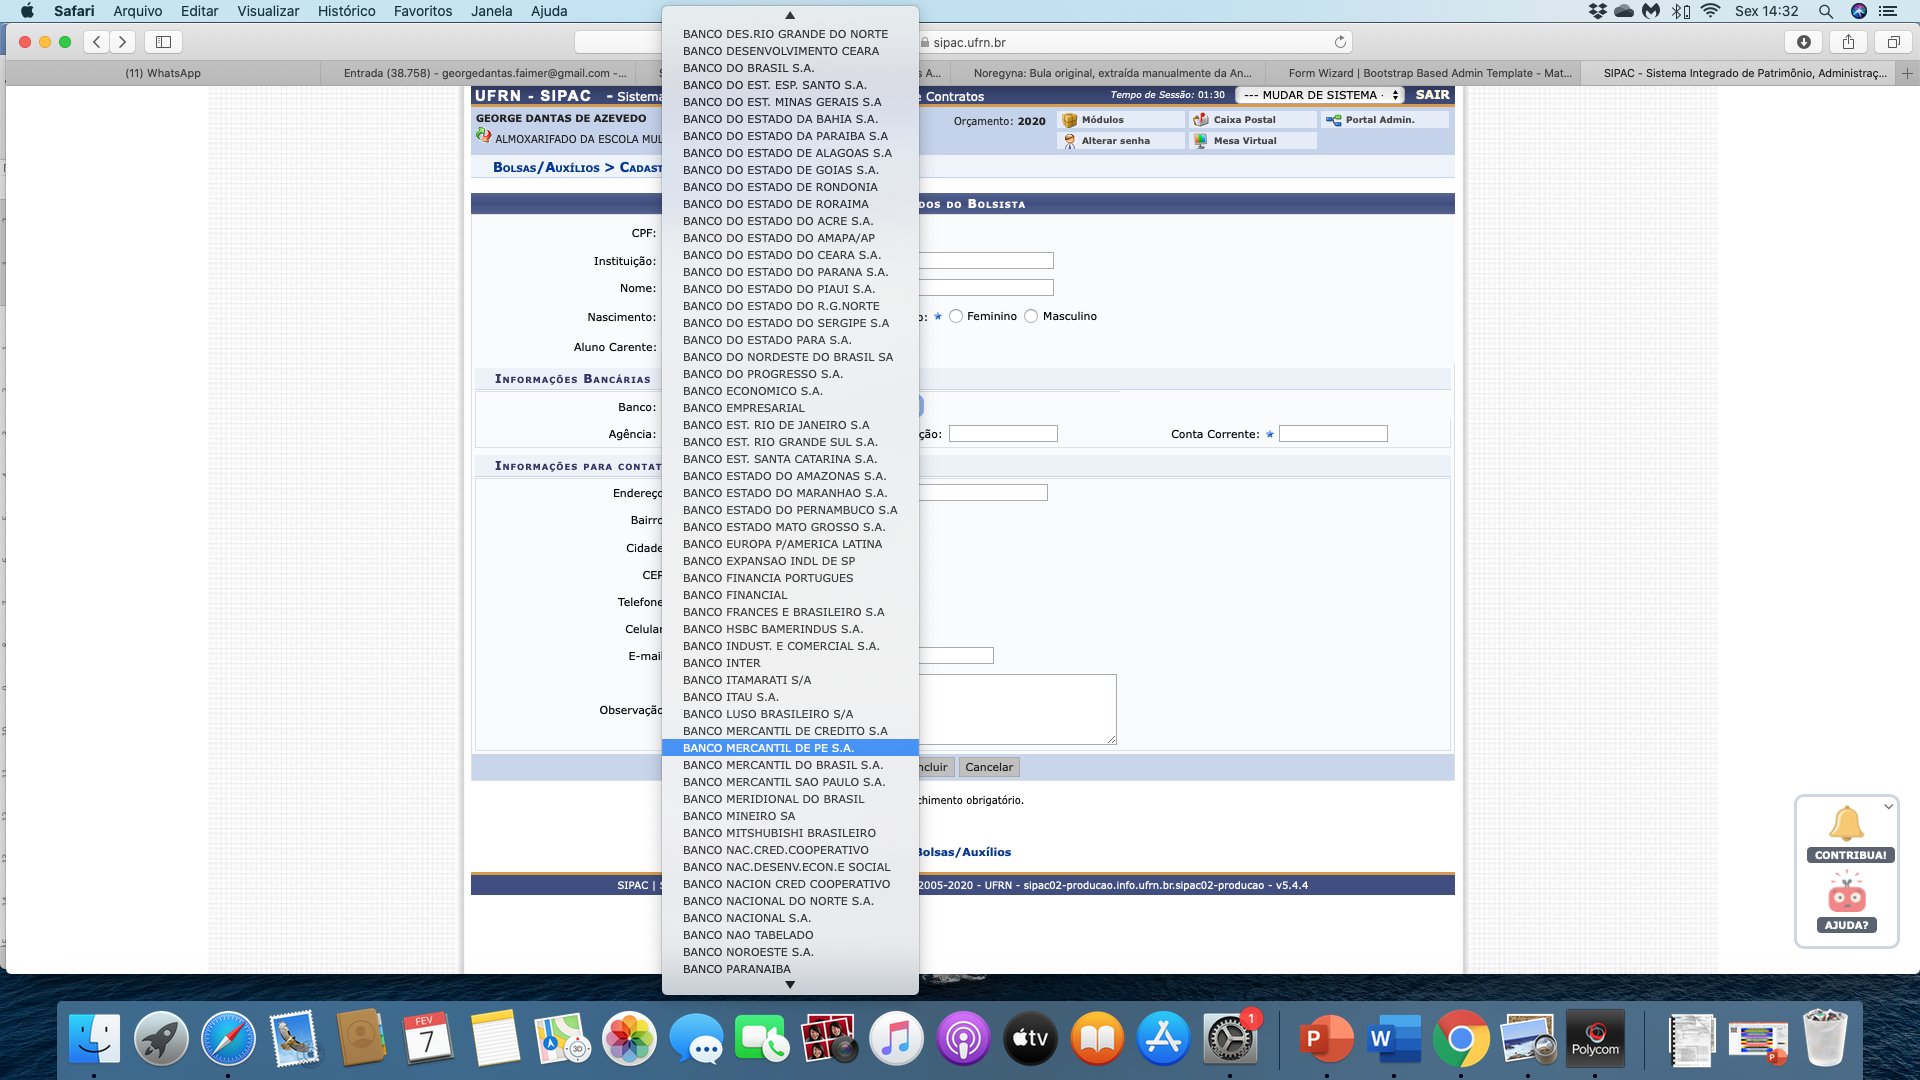 Safari Arquivo Editar Visualizar Histórico Favoritos Janela Ajuda Sex 14:32
sipac.ufrn.br
(11) WhatsApp
Entrada (38.758) - georgedantas.faimer@gmail.com -...
Noregyna: Bula original, extraída manualmente da An...
Form Wizard | Bootstrap Based Admin Template - Mat...
SIPAC - Sistema Integrado de Patrimônio, Administraç...
UFRN - SIPAC - Sistema
e Contratos
Tempo de Sessão: 01:30
--- MUDAR DE SISTEMA -
SAIR
GEORGE DANTAS DE AZEVEDO
ALMOXARIFADO DA ESCOLA MUL
Orçamento: 2020
Módulos
Caixa Postal
Portal Admin.
Alterar senha
Mesa Virtual
Bolsas/Auxílios > Cadast
dos do Bolsista
CPF:
Instituição:
Nome:
Nascimento:
o: Feminino Masculino
Aluno Carente:
Informações Bancárias
Banco:
Agência:
ção:
Conta Corrente:
Informações para contat
Endereço
Bairro
Cidade
CEP
Telefone
Celular
E-mail
Observação
ncluir
Cancelar
chimento obrigatório.
Bolsas/Auxílios
SIPAC |
2005-2020 - UFRN - sipac02-producao.info.ufrn.br.sipac02-producao - v5.4.4
BANCO DES.RIO GRANDE DO NORTE
BANCO DESENVOLVIMENTO CEARA
BANCO DO BRASIL S.A.
BANCO DO EST. ESP. SANTO S.A.
BANCO DO EST. MINAS GERAIS S.A
BANCO DO ESTADO DA BAHIA S.A.
BANCO DO ESTADO DA PARAIBA S.A
BANCO DO ESTADO DE ALAGOAS S.A
BANCO DO ESTADO DE GOIAS S.A.
BANCO DO ESTADO DE RONDONIA
BANCO DO ESTADO DE RORAIMA
BANCO DO ESTADO DO ACRE S.A.
BANCO DO ESTADO DO AMAPA/AP
BANCO DO ESTADO DO CEARA S.A.
BANCO DO ESTADO DO PARANA S.A.
BANCO DO ESTADO DO PIAUI S.A.
BANCO DO ESTADO DO R.G.NORTE
BANCO DO ESTADO DO SERGIPE S.A
BANCO DO ESTADO PARA S.A.
BANCO DO NORDESTE DO BRASIL SA
BANCO DO PROGRESSO S.A.
BANCO ECONOMICO S.A.
BANCO EMPRESARIAL
BANCO EST. RIO DE JANEIRO S.A
BANCO EST. RIO GRANDE SUL S.A.
BANCO EST. SANTA CATARINA S.A.
BANCO ESTADO DO AMAZONAS S.A.
BANCO ESTADO DO MARANHAO S.A.
BANCO ESTADO DO PERNAMBUCO S.A
BANCO ESTADO MATO GROSSO S.A.
BANCO EUROPA P/AMERICA LATINA
BANCO EXPANSAO INDL DE SP
BANCO FINANCIA PORTUGUES
BANCO FINANCIAL
BANCO FRANCES E BRASILEIRO S.A
BANCO HSBC BAMERINDUS S.A.
BANCO INDUST. E COMERCIAL S.A.
BANCO INTER
BANCO ITAMARATI S/A
BANCO ITAU S.A.
BANCO LUSO BRASILEIRO S/A
BANCO MERCANTIL DE CREDITO S.A
BANCO MERCANTIL DE PE S.A.
BANCO MERCANTIL DO BRASIL S.A.
BANCO MERCANTIL SAO PAULO S.A.
BANCO MERIDIONAL DO BRASIL
BANCO MINEIRO SA
BANCO MITSHUBISHI BRASILEIRO
BANCO NAC.CRED.COOPERATIVO
BANCO NAC.DESENV.ECON.E SOCIAL
BANCO NACION CRED COOPERATIVO
BANCO NACIONAL DO NORTE S.A.
BANCO NACIONAL S.A.
BANCO NAO TABELADO
BANCO NOROESTE S.A.
BANCO PARANAIBA
CONTRIBUA!
AJUDA?
FEV
7
tv
1
Polycom